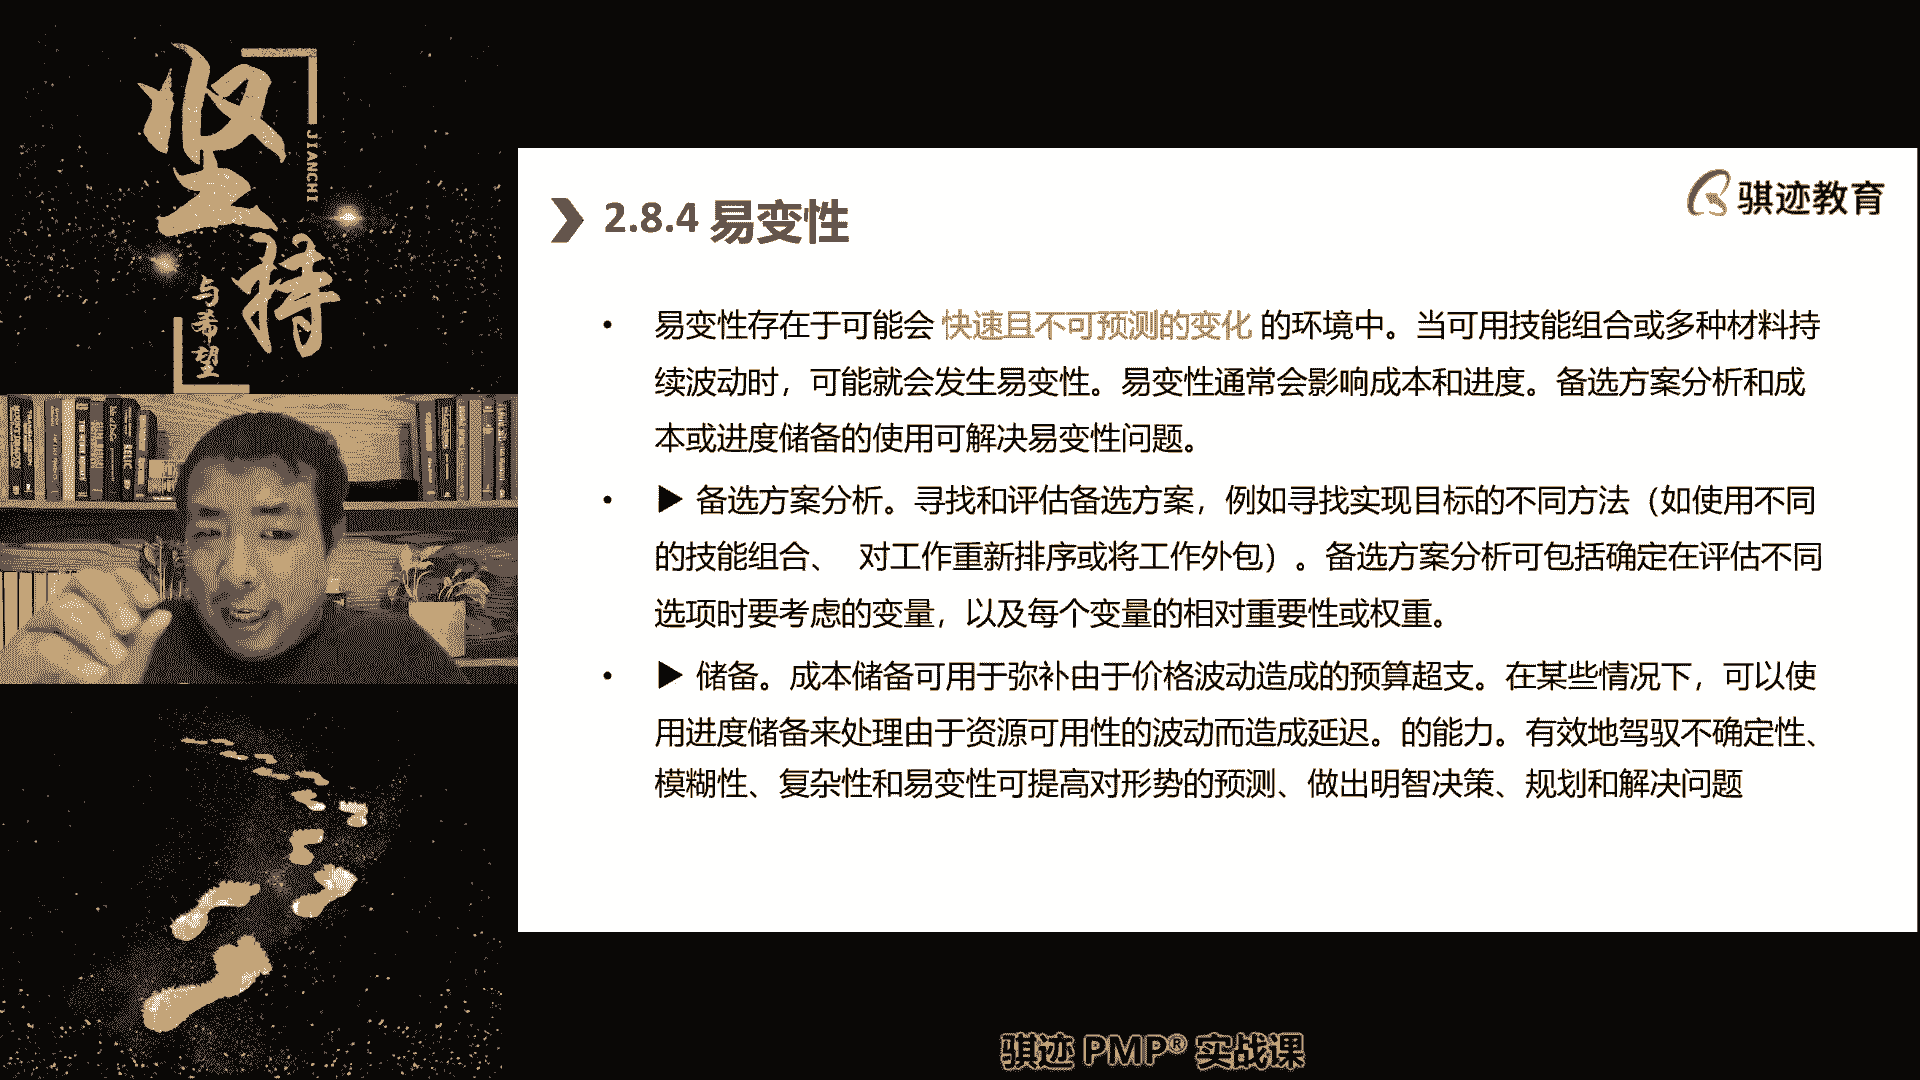 坚持
JIANCHI
与希望
骐迹教育
2.8.4 易变性
• 易变性存在于可能会 快速且不可预测的变化 的环境中。当可用技能组合或多种材料持
续波动时，可能就会发生易变性。易变性通常会影响成本和进度。备选方案分析和成
本或进度储备的使用可解决易变性问题。
• ▶ 备选方案分析。寻找和评估备选方案，例如寻找实现目标的不同方法（如使用不同
的技能组合、 对工作重新排序或将工作外包）。备选方案分析可包括确定在评估不同
选项时要考虑的变量，以及每个变量的相对重要性或权重。
• ▶ 储备。成本储备可用于弥补由于价格波动造成的预算超支。在某些情况下，可以使
用进度储备来处理由于资源可用性的波动而造成延迟。的能力。有效地驾驭不确定性、
模糊性、复杂性和易变性可提高对形势的预测、做出明智决策、规划和解决问题
骐迹 PMP® 实战课